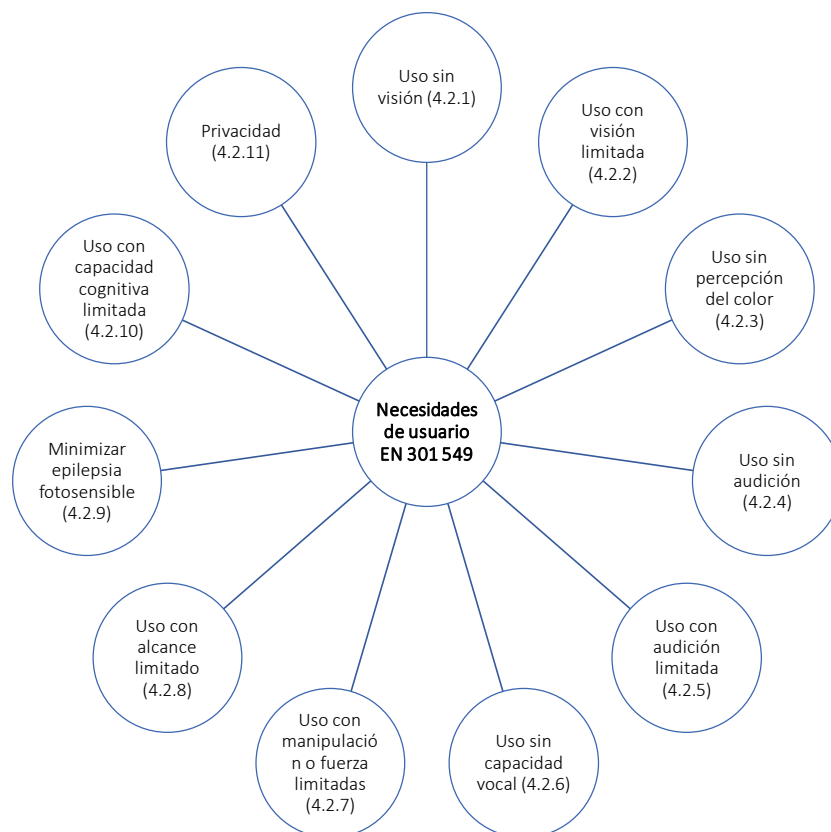 Uso sin
visión (4.2.1)
Uso con
visión
limitada
(4.2.2)
Uso sin
percepción
del color
(4.2.3)
Uso sin
audición
(4.2.4)
Uso con
audición
limitada
(4.2.5)
Uso sin
capacidad
vocal (4.2.6)
Uso con
manipulació
n o fuerza
limitadas
(4.2.7)
Uso con
alcance
limitado
(4.2.8)
Minimizar
epilepsia
fotosensible
(4.2.9)
Uso con
capacidad
cognitiva
limitada
(4.2.10)
Privacidad
(4.2.11)
Necesidades
de usuario
EN 301 549